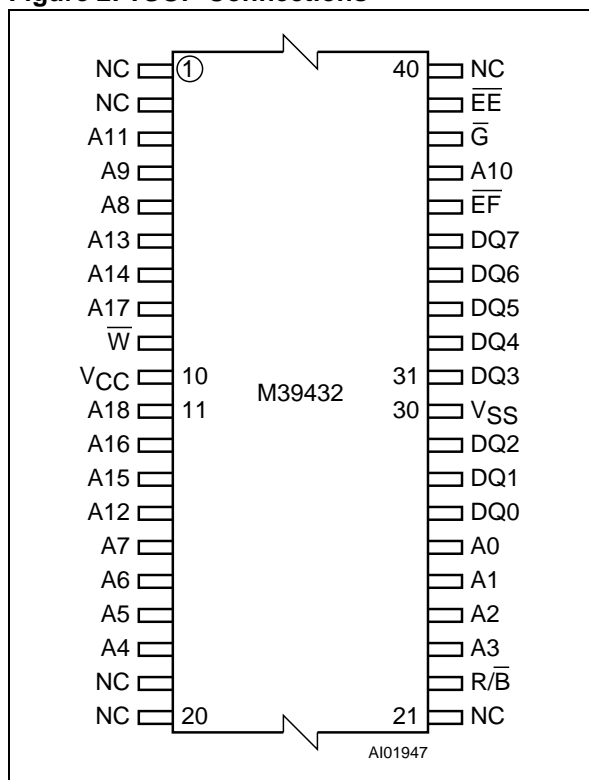 Figure 2. TSOP Connections
NC 1 40 NC
NC E̅E̅
A11 G̅
A9 A10
A8 E̅F̅
A13 DQ7
A14 DQ6
A17 DQ5
W̅ DQ4
VCC 10 31 DQ3
M39432
A18 11 30 VSS
A16 DQ2
A15 DQ1
A12 DQ0
A7 A0
A6 A1
A5 A2
A4 A3
NC R/B̅
NC 20 21 NC
AI01947